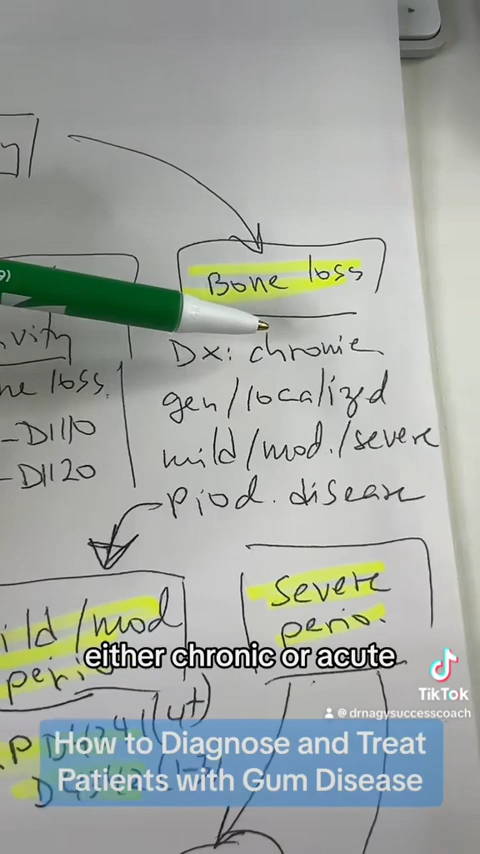 Bone loss
Dx: chronic
gen/localized
mild/mod./severe
piod. disease
ne loss.
-D1110
-D1120
Severe
perio.
ild/mod
perio
either chronic or acute
TikTok
@drnagysuccesscoach
How to Diagnose and Treat
Patients with Gum Disease